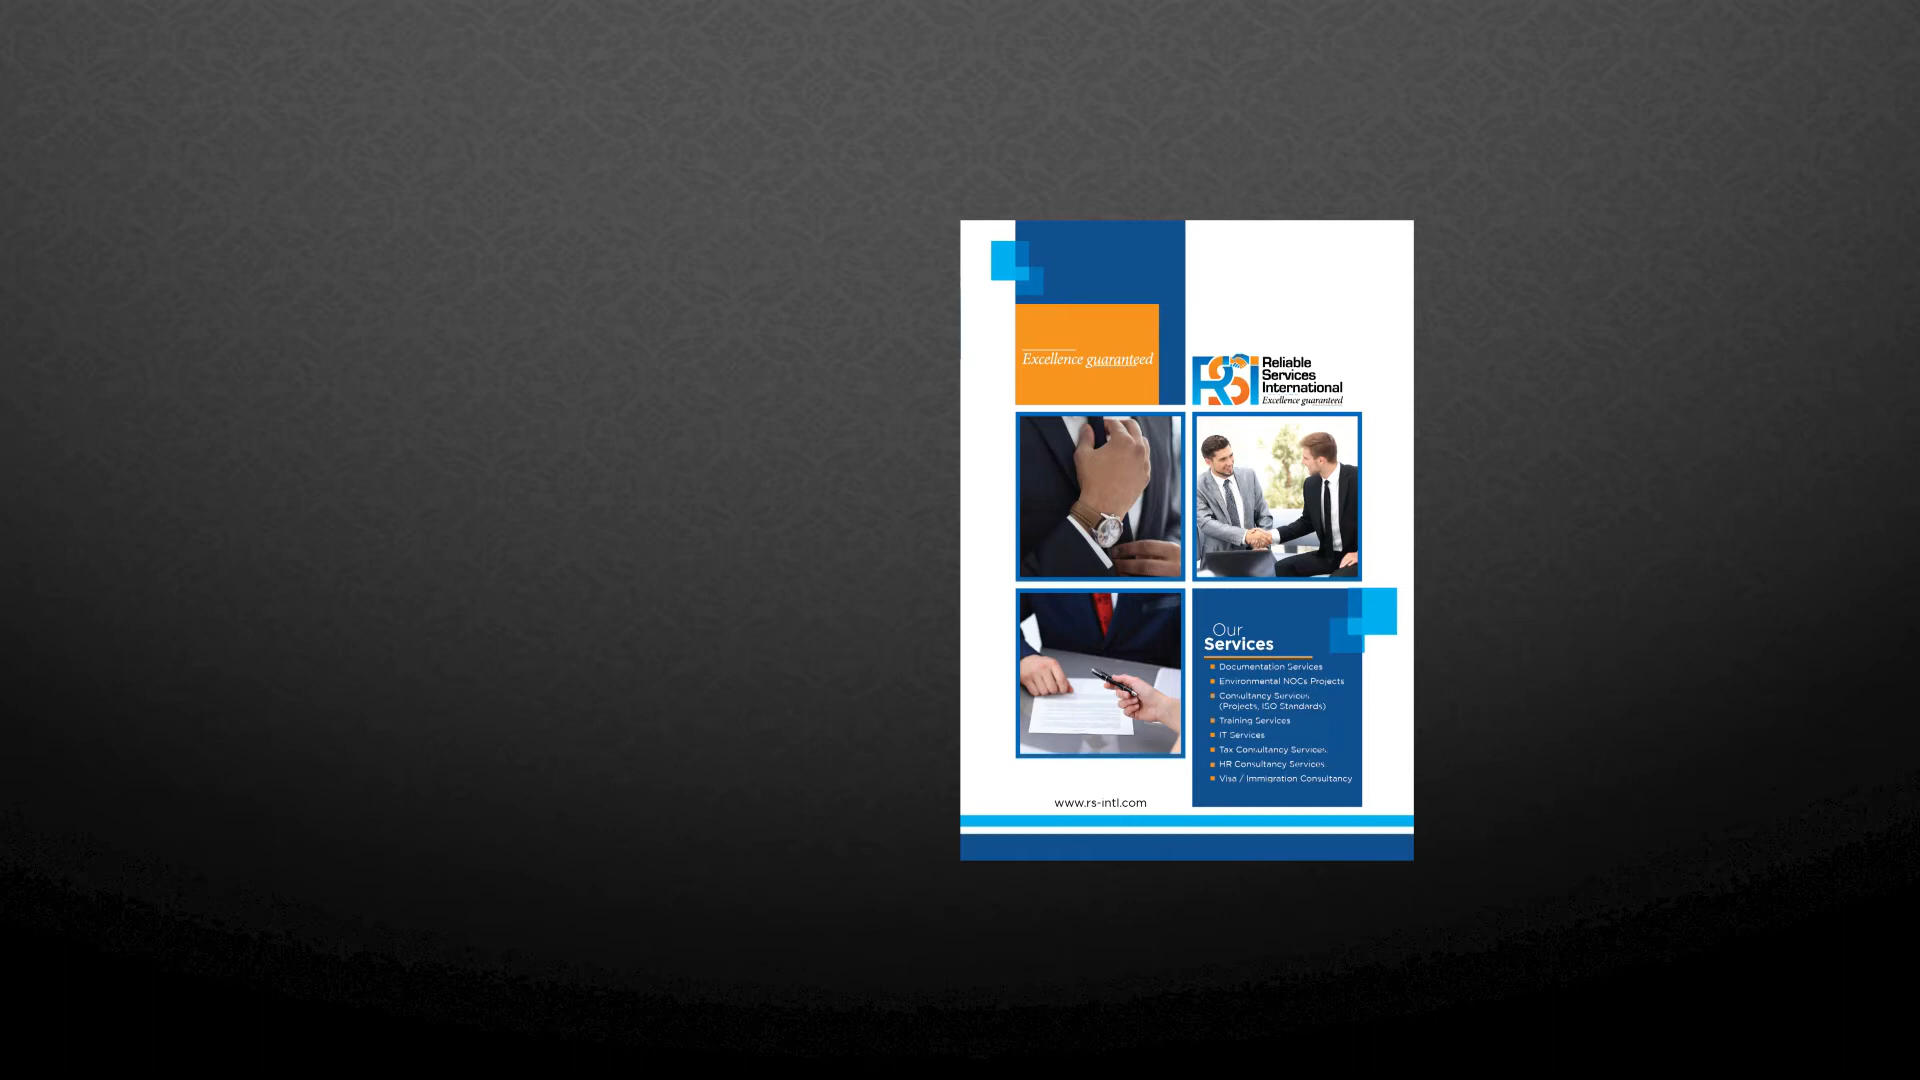 Excellence guaranteed
RSi
Reliable
Services
International
Excellence guaranteed
Our
Services
Documentation Services
Environmental NOCs Projects
Consultancy Services
(Projects, ISO Standards)
Training Services
IT Services
Tax Consultancy Services
HR Consultancy Services
Visa / Immigration Consultancy
www.rs-intl.com